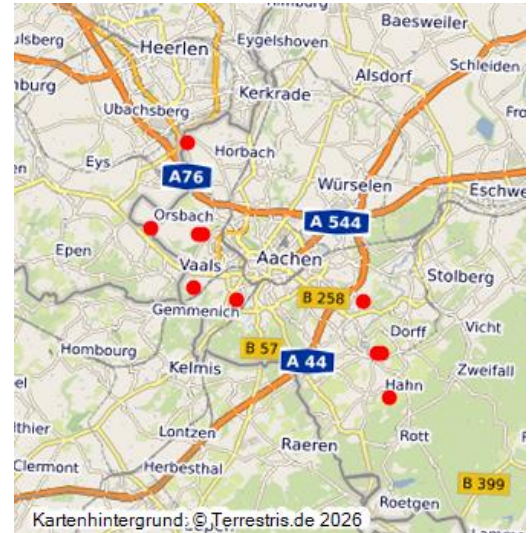 Baesweiler
ulsberg
Heerlen
Eygelshoven
Schleiden
Alsdorf
nburg
Kerkrade
Ubachsberg
Horbach
Eys
A76
Würselen
Eschwe
Orsbach
A 544
Epen
Vaals
Aachen
Stolberg
Gemmenich
B 258
Hombourg
B 57
Dorff
Vicht
Kelmis
A 44
Zweifall
Hahn
Lontzen
Rott
Raeren
Clermont
Herbesthal
B 399
Roetgen
Kartenhintergrund: © Terrestris.de 2026